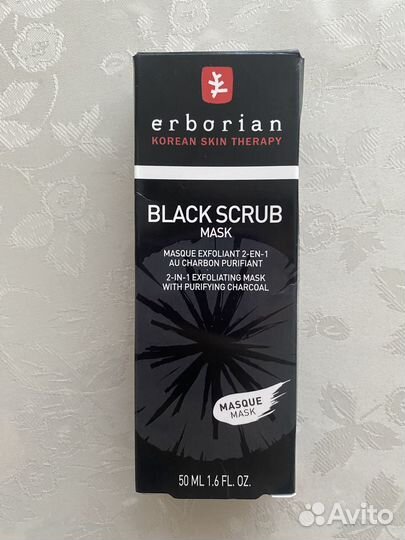 erborian
KOREAN SKIN THERAPY
BLACK SCRUB
MASK
MASQUE EXFOLIANT 2-EN-1
AU CHARBON PURIFIANT
2-IN-1 EXFOLIATING MASK
WITH PURIFYING CHARCOAL
MASQUE
MASK
50 ML 1.6 FL. OZ.
Avito